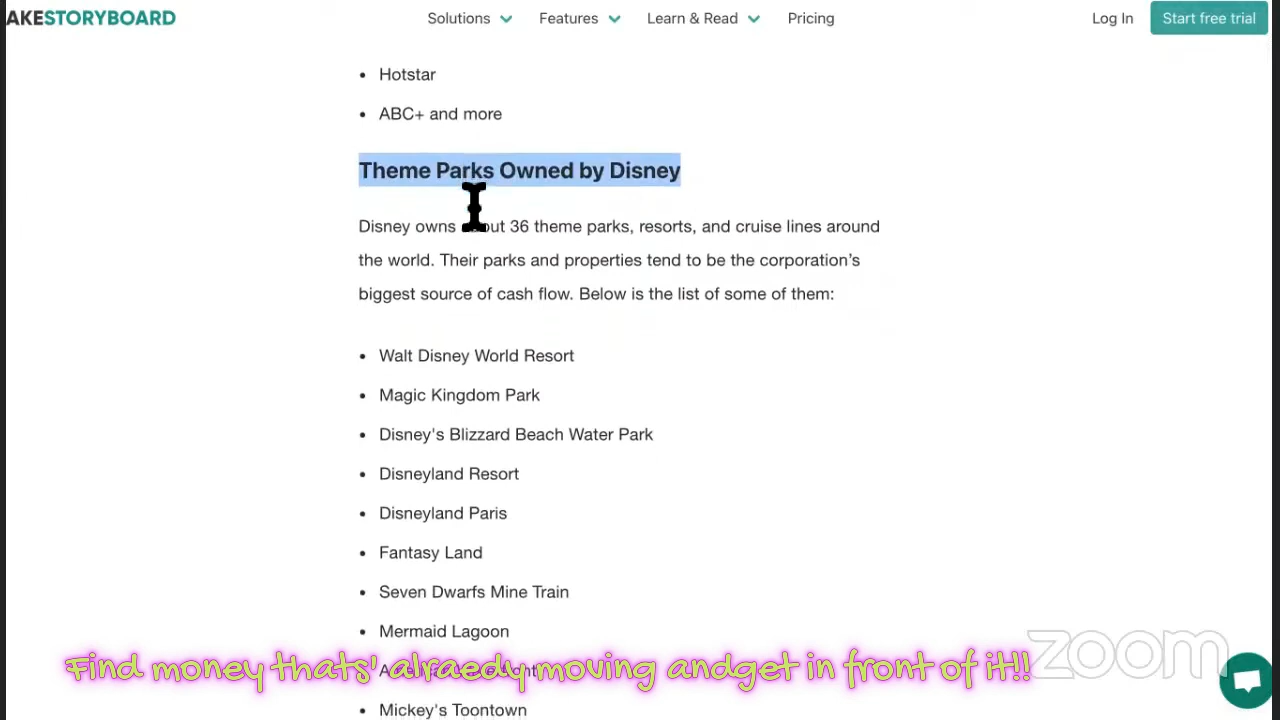 AKESTORYBOARD
Solutions
Features
Learn & Read
Pricing
Log In
Start free trial
• Hotstar
• ABC+ and more
Theme Parks Owned by Disney
Disney owns 36 theme parks, resorts, and cruise lines around
the world. Their parks and properties tend to be the corporation's
biggest source of cash flow. Below is the list of some of them:
• Walt Disney World Resort
• Magic Kingdom Park
• Disney's Blizzard Beach Water Park
• Disneyland Resort
• Disneyland Paris
• Fantasy Land
• Seven Dwarfs Mine Train
• Mermaid Lagoon
Find money thats' alraedy moving andget in front of it!!
zoom
• Mickey's Toontown